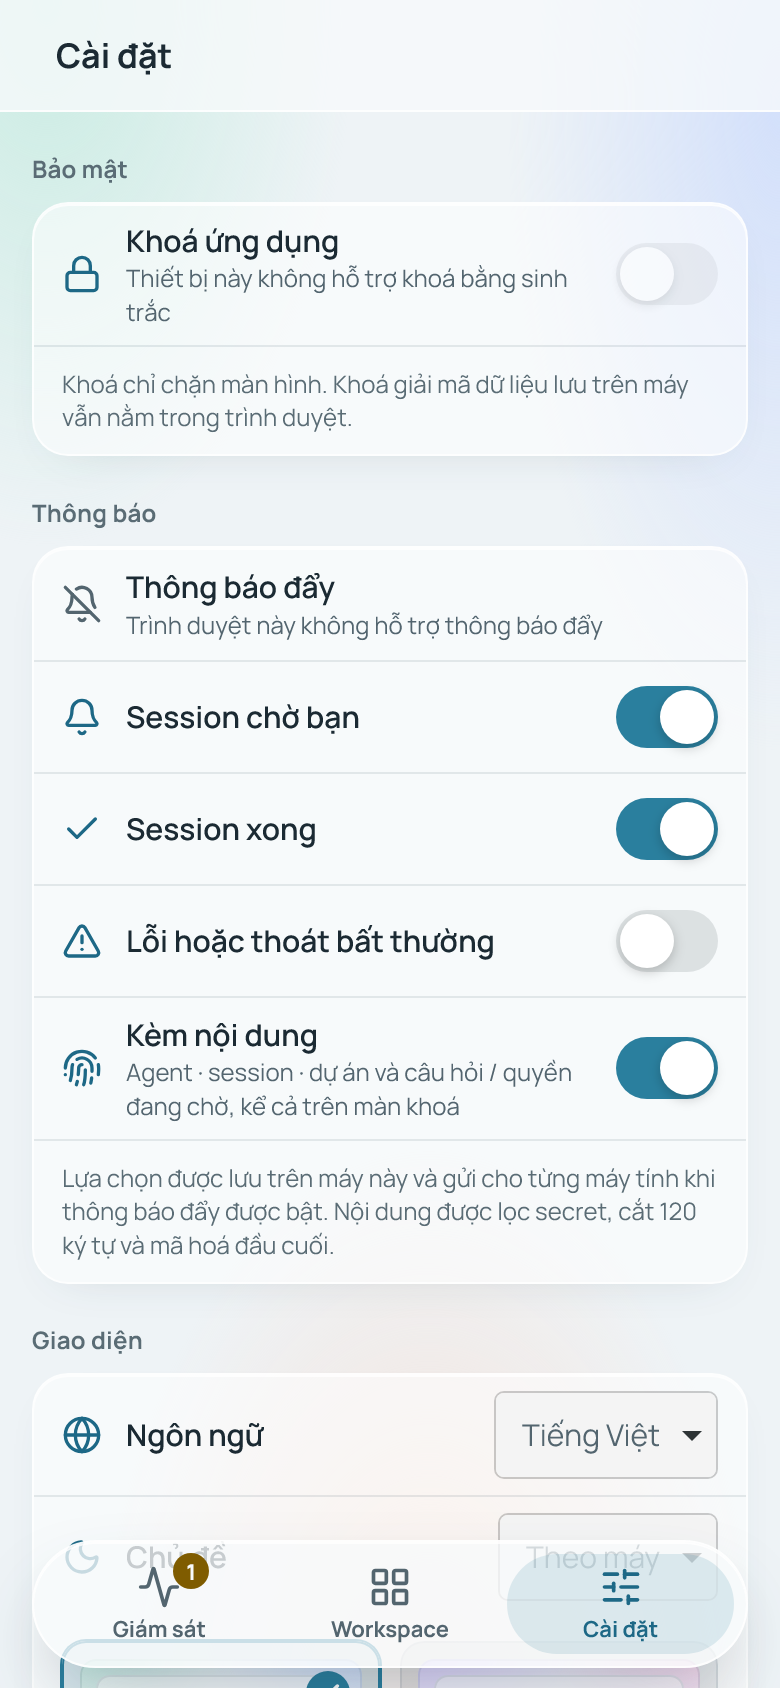 Cài đặt
Bảo mật
Khoá ứng dụng
Thiết bị này không hỗ trợ khoá bằng sinh
trắc
Khoá chỉ chặn màn hình. Khoá giải mã dữ liệu lưu trên máy
vẫn nằm trong trình duyệt.
Thông báo
Thông báo đẩy
Trình duyệt này không hỗ trợ thông báo đẩy
Session chờ bạn
Session xong
Lỗi hoặc thoát bất thường
Kèm nội dung
Agent · session · dự án và câu hỏi / quyền
đang chờ, kể cả trên màn khoá
Lựa chọn được lưu trên máy này và gửi cho từng máy tính khi
thông báo đẩy được bật. Nội dung được lọc secret, cắt 120
ký tự và mã hoá đầu cuối.
Giao diện
Ngôn ngữ
Tiếng Việt
Chủ đề
Theo máy
1
Giám sát
Workspace
Cài đặt